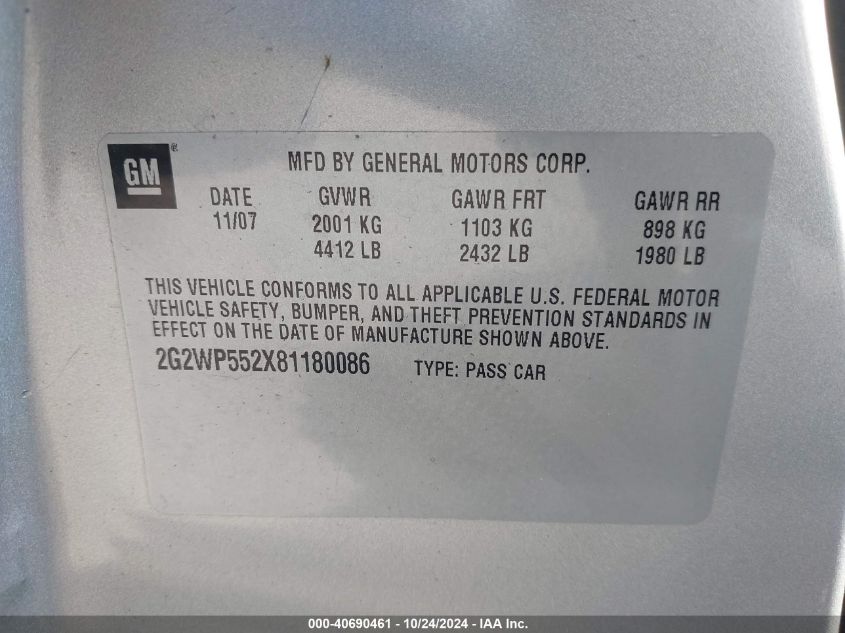 GM ®
MFD BY GENERAL MOTORS CORP.
DATE GVWR GAWR FRT GAWR RR
11/07 2001 KG 1103 KG 898 KG
4412 LB 2432 LB 1980 LB
THIS VEHICLE CONFORMS TO ALL APPLICABLE U.S. FEDERAL MOTOR
VEHICLE SAFETY, BUMPER, AND THEFT PREVENTION STANDARDS IN
EFFECT ON THE DATE OF MANUFACTURE SHOWN ABOVE.
2G2WP552X81180086 TYPE: PASS CAR
000-40690461 - 10/24/2024 - IAA Inc.